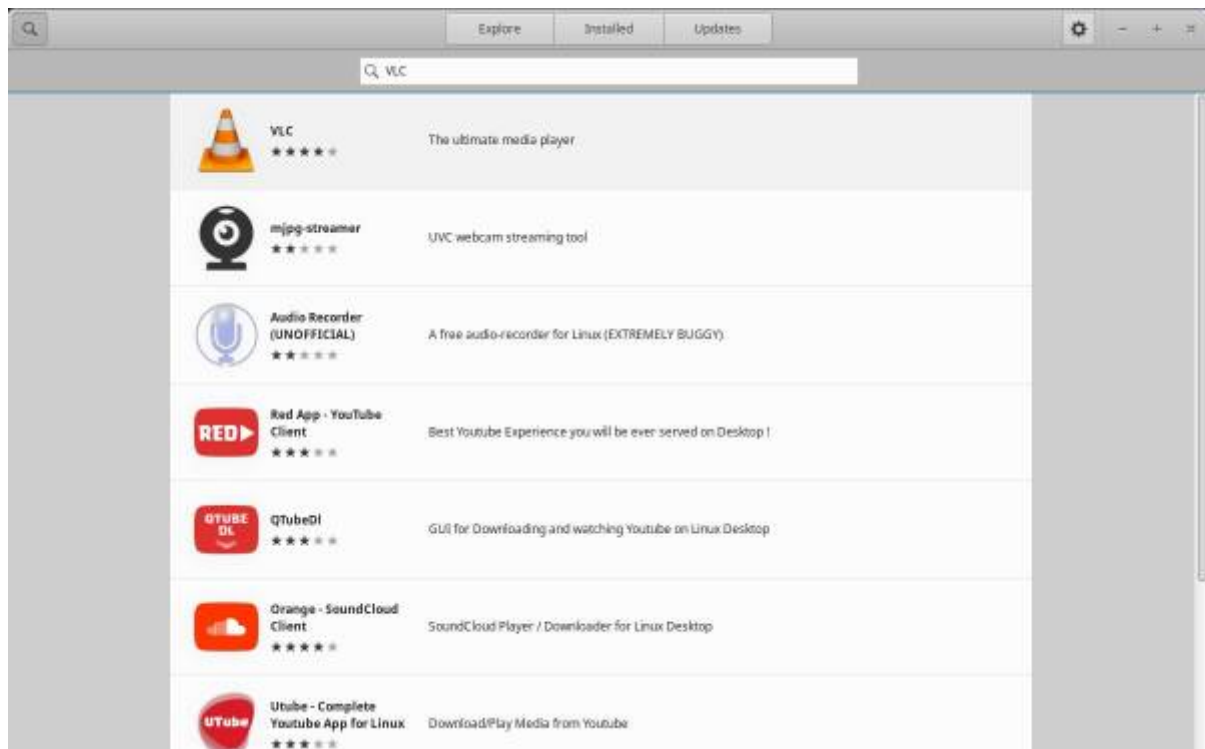 Explore Installed Updates
VLC
VLC
The ultimate media player
mjpg-streamer
UVC webcam streaming tool
Audio Recorder
(UNOFFICIAL)
A free audio-recorder for Linux (EXTREMELY BUGGY)
RED
Red App - YouTube
Client
Best Youtube Experience you will be ever served on Desktop !
QTUBE
DL
QTubeDl
GUI for Downloading and watching Youtube on Linux Desktop
Orange - SoundCloud
Client
SoundCloud Player / Downloader for Linux Desktop
UTube
Utube - Complete
Youtube App for Linux
Download/Play Media from Youtube